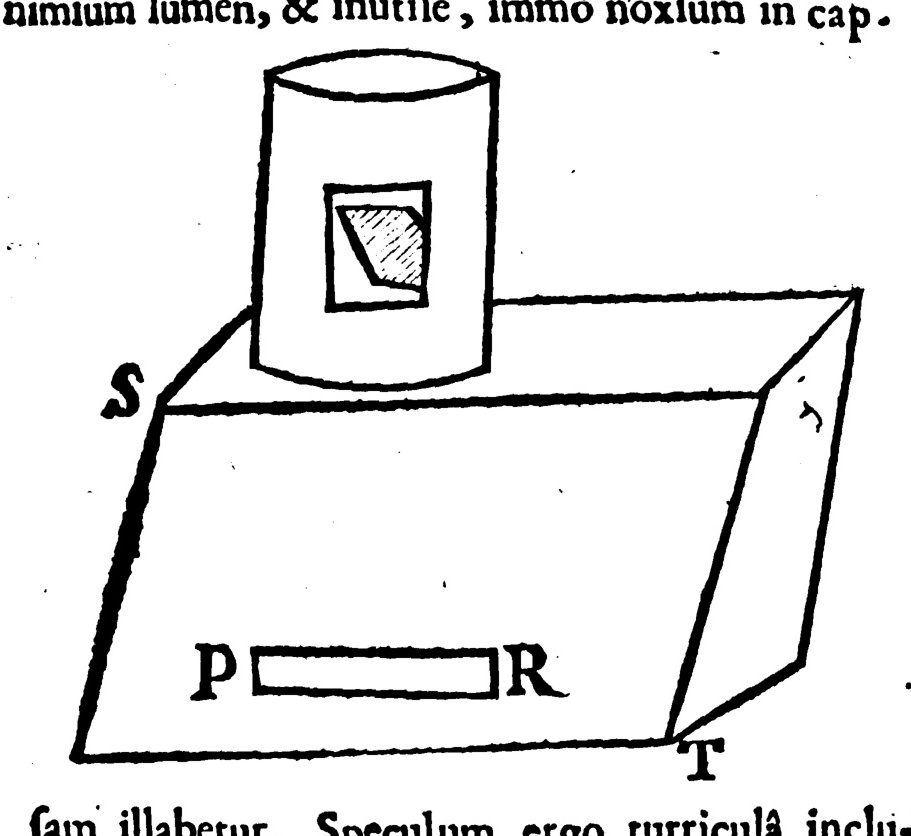 nimium lumen, & inutile, immo noxium in cap-
S
P R
T
ſam illabetur. Speculum ergo turriculâ inclu-